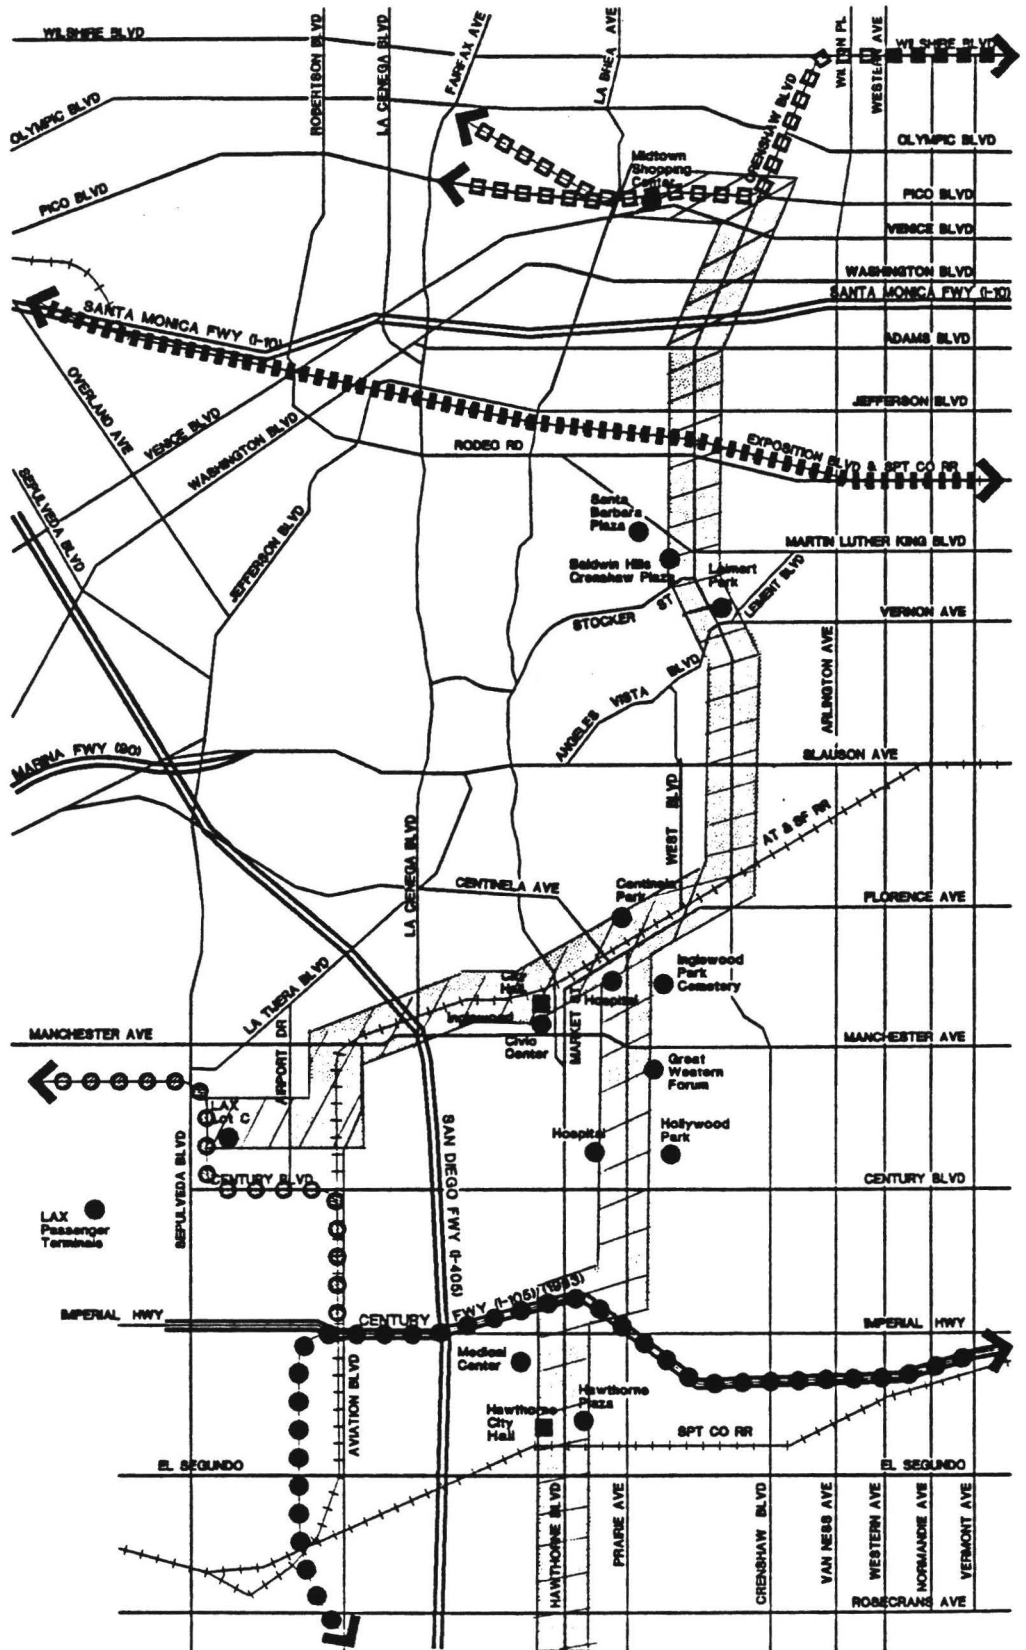 WILSHIRE BLVD
ROBERTSON BLVD
LA CIENEGA BLVD
FAIRFAX AVE
LA BREA AVE
WILTON PL
WESTERN AVE
WILSHIRE BLVD
OLYMPIC BLVD
CRENSHAW BLVD
OLYMPIC BLVD
Midtown
Shopping
Center
PICO BLVD
PICO BLVD
VENICE BLVD
WASHINGTON BLVD
SANTA MONICA FWY (I-10)
SANTA MONICA FWY (I-10)
ADAMS BLVD
OVERLAND AVE
VENICE BLVD
WASHINGTON BLVD
JEFFERSON BLVD
RODEO RD
EXPOSITION BLVD & SPT CO RR
SEPULVEDA BLVD
JEFFERSON BLVD
Santa
Barbara
Plaza
MARTIN LUTHER KING BLVD
Baldwin Hills
Crenshaw Plaza
Leimert
Park
LEMERT BLVD
STOCKER ST
VERNON AVE
ANGELES VISTA BLVD
ARLINGTON AVE
MARINA FWY (90)
SLAUSON AVE
WEST BLVD
AT & SF RR
LA CIENEGA BLVD
CENTINELA AVE
Centinela
Park
FLORENCE AVE
LA TIJERA BLVD
City
Hall
Inglewood
Civic
Center
MARKET ST
Hospital
Inglewood
Park
Cemetery
MANCHESTER AVE
AIRPORT DR
MANCHESTER AVE
Great
Western
Forum
LAX
Lot C
SAN DIEGO FWY (I-405)
Hospital
Hollywood
Park
SEPULVEDA BLVD
CENTURY BLVD
CENTURY BLVD
LAX
Passenger
Terminals
IMPERIAL HWY
CENTURY FWY (I-105) (1993)
IMPERIAL HWY
AVIATION BLVD
Medical
Center
Hawthorne
Plaza
Hawthorne
City
Hall
SPT CO RR
EL SEGUNDO
EL SEGUNDO
HAWTHORNE BLVD
PRAIRIE AVE
CRENSHAW BLVD
VAN NESS AVE
WESTERN AVE
NORMANDIE AVE
VERMONT AVE
ROSECRANS AVE